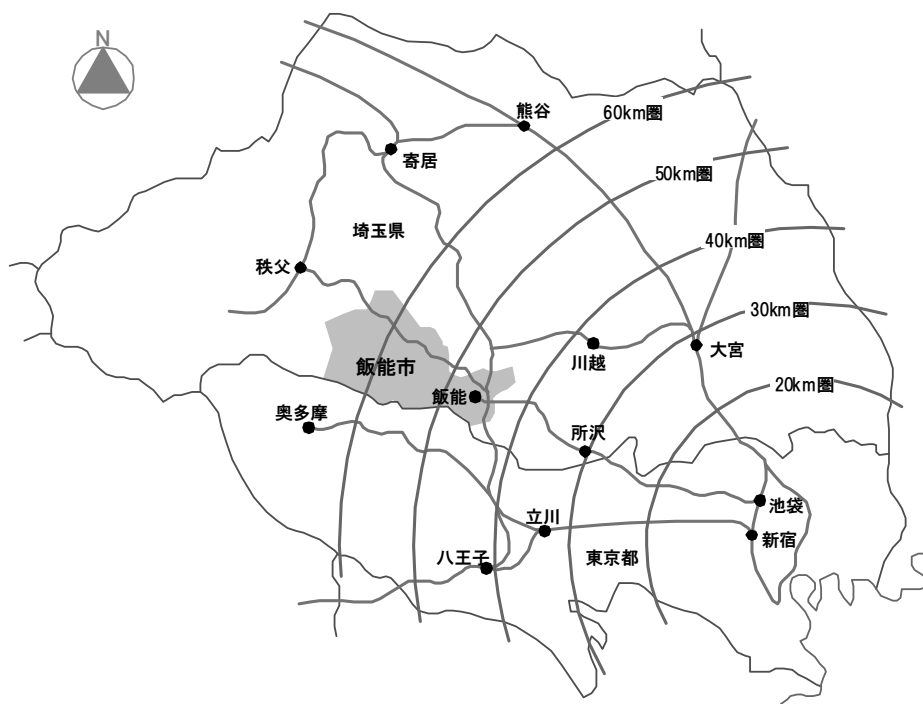 N
熊谷
60km圏
寄居
50km圏
埼玉県
40km圏
秩父
30km圏
川越
大宮
飯能市
20km圏
飯能
奥多摩
所沢
池袋
立川
新宿
八王子
東京都